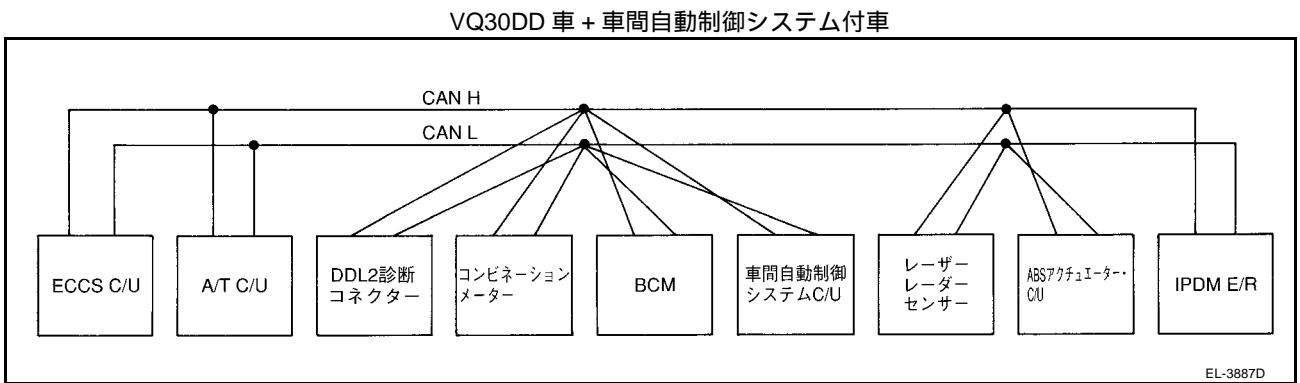 VQ30DD 車 + 車間自動制御システム付車
CAN H
CAN L
ECCS C/U
A/T C/U
DDL2診断
コネクター
コンビネーション
メーター
BCM
車間自動制御
システムC/U
レーザー
レーダー
センサー
ABSアクチュエーター・
C/U
IPDM E/R
EL-3887D